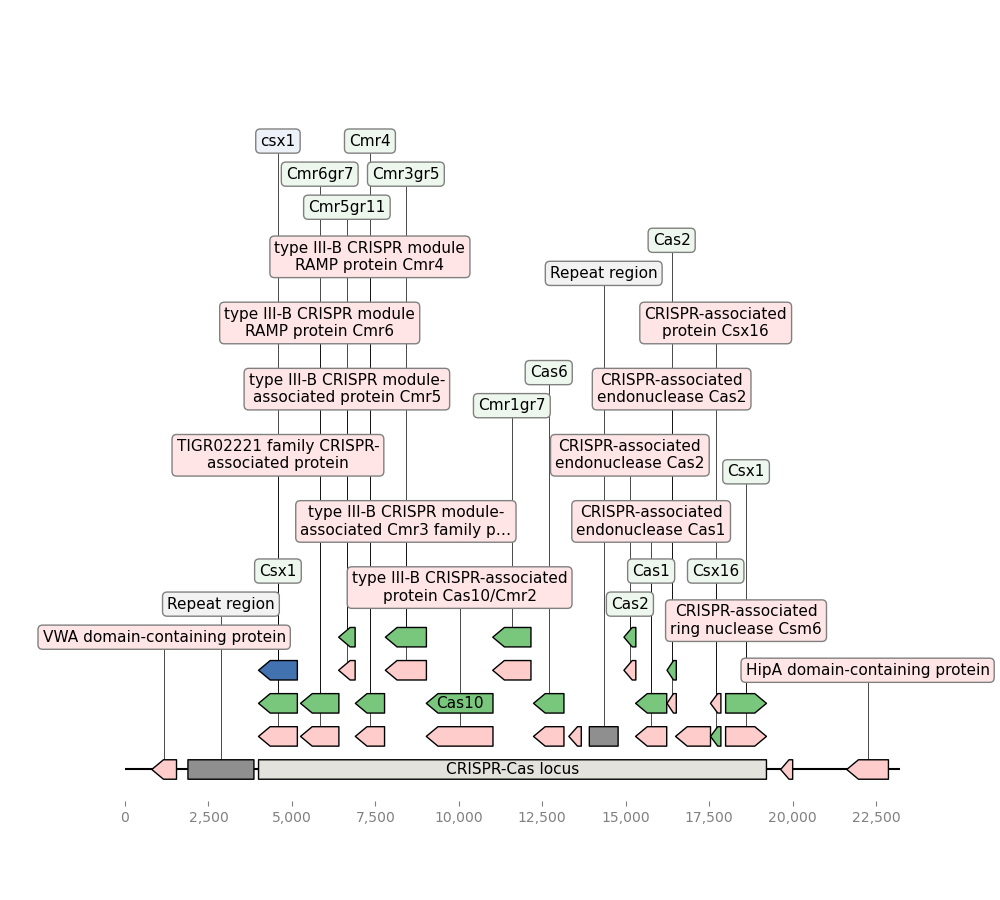 csx1
Cmr4
Cmr6gr7
Cmr3gr5
Cmr5gr11
Cas2
type III-B CRISPR module
RAMP protein Cmr4
Repeat region
type III-B CRISPR module
RAMP protein Cmr6
CRISPR-associated
protein Csx16
Cas6
type III-B CRISPR module-
associated protein Cmr5
CRISPR-associated
endonuclease Cas2
Cmr1gr7
TIGR02221 family CRISPR-
associated protein
CRISPR-associated
endonuclease Cas2
Csx1
type III-B CRISPR module-
associated Cmr3 family p...
CRISPR-associated
endonuclease Cas1
Csx1
type III-B CRISPR-associated
protein Cas10/Cmr2
Cas1
Csx16
Repeat region
Cas2
CRISPR-associated
ring nuclease Csm6
VWA domain-containing protein
HipA domain-containing protein
Cas10
CRISPR-Cas locus
0
2,500
5,000
7,500
10,000
12,500
15,000
17,500
20,000
22,500